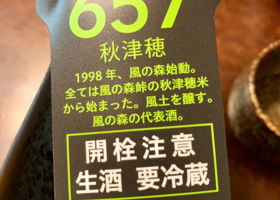 657
秋津穂
1998年、風の森始動。
全ては風の森峠の秋津穂米
から始まった。風土を醸す。
風の森の代表酒。
開栓注意
生酒 要冷蔵